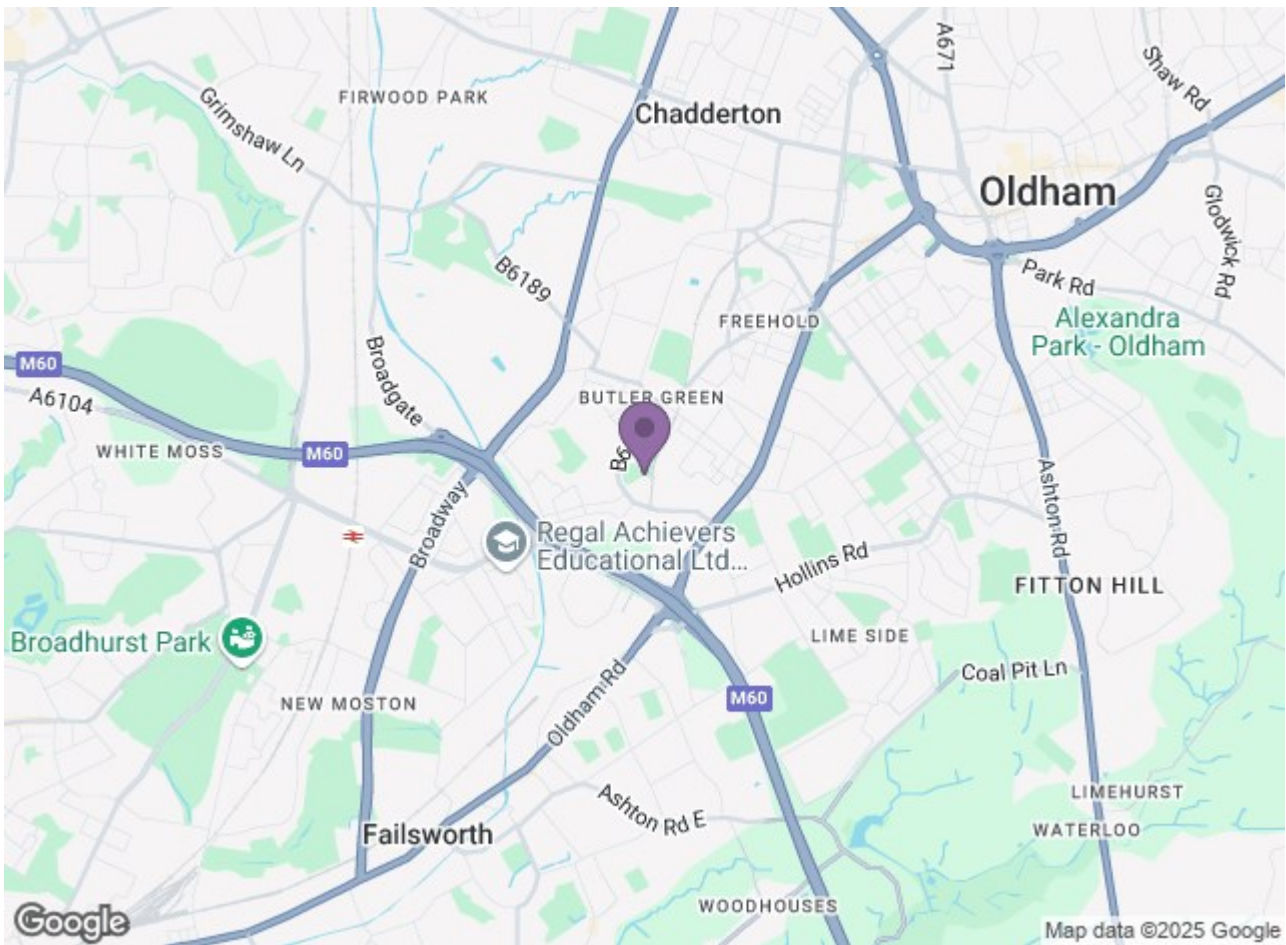 A671
Shaw Rd
FIRWOOD PARK
Grimshaw Ln
Chadderton
Oldham
Glodwick Rd
B6189
Park Rd
FREEHOLD
Alexandra
Park - Oldham
M60
A6104
Broadgate
BUTLER GREEN
WHITE MOSS
M60
Broadway
Ashton Rd
Regal Achievers
Educational Ltd...
Hollins Rd
FITTON HILL
Broadhurst Park
LIME SIDE
Coal Pit Ln
NEW MOSTON
M60
Oldham Rd
LIMEHURST
Ashton Rd E
Failsworth
WATERLOO
WOODHOUSES
Google
Map data ©2025 Google